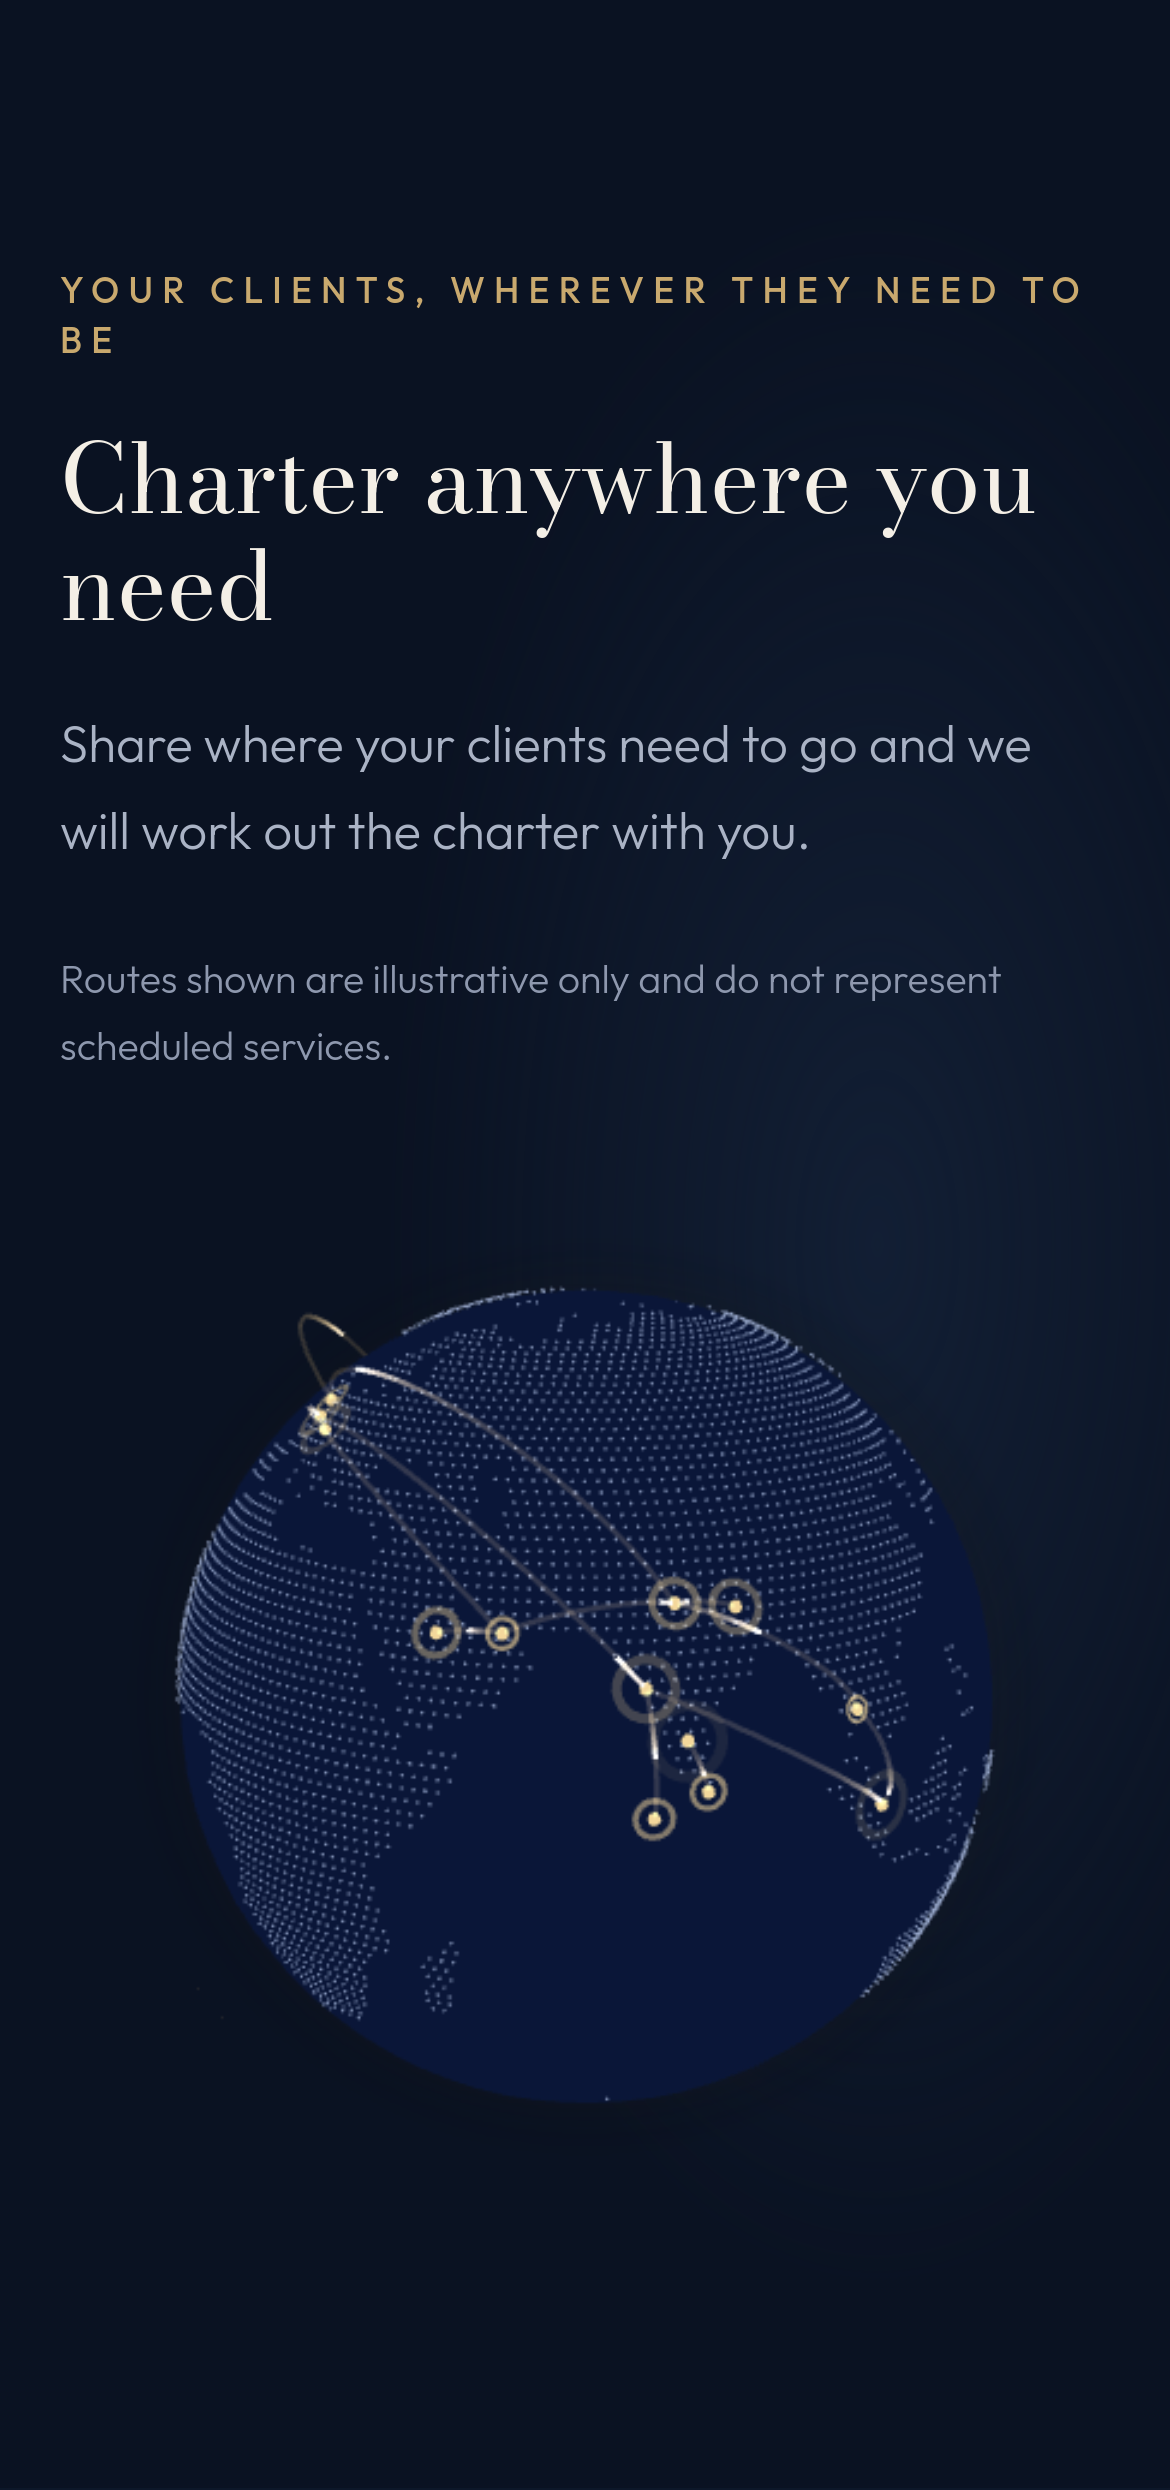 YOUR CLIENTS, WHEREVER THEY NEED TO
BE
Charter anywhere you
need
Share where your clients need to go and we
will work out the charter with you.
Routes shown are illustrative only and do not represent
scheduled services.